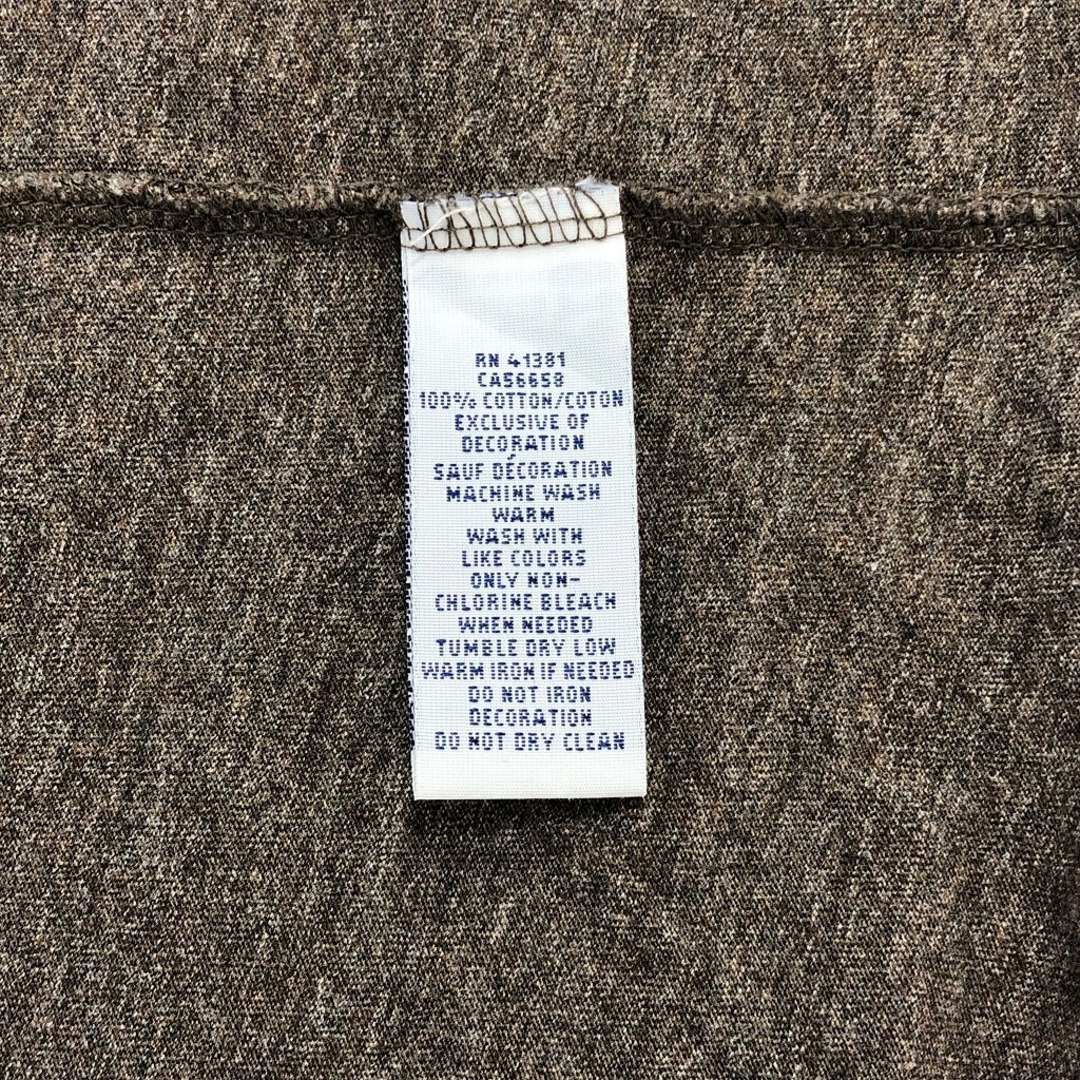 RN 41381
CA56658
100% COTTON/COTON
EXCLUSIVE OF
DECORATION
SAUF DÉCORATION
MACHINE WASH
WARM
WASH WITH
LIKE COLORS
ONLY NON-
CHLORINE BLEACH
WHEN NEEDED
TUMBLE DRY LOW
WARM IRON IF NEEDED
DO NOT IRON
DECORATION
DO NOT DRY CLEAN